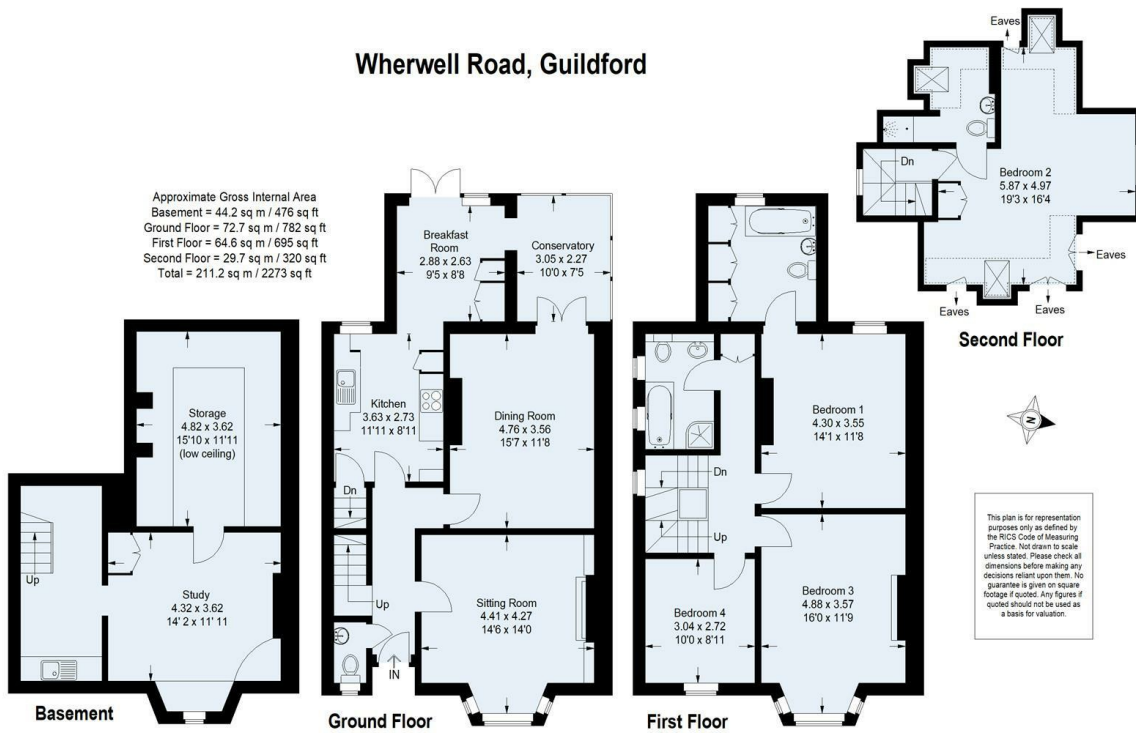 Wherwell Road, Guildford
Approximate Gross Internal Area
Basement = 44.2 sq m / 476 sq ft
Ground Floor = 72.7 sq m / 782 sq ft
First Floor = 64.6 sq m / 695 sq ft
Second Floor = 29.7 sq m / 320 sq ft
Total = 211.2 sq m / 2273 sq ft
Storage
4.82 x 3.62
15'10 x 11'11
(low ceiling)
Up
Study
4.32 x 3.62
14' 2 x 11' 11
Basement
Breakfast
Room
2.88 x 2.63
9'5 x 8'8
Conservatory
3.05 x 2.27
10'0 x 7'5
Kitchen
3.63 x 2.73
11'11 x 8'11
Dining Room
4.76 x 3.56
15'7 x 11'8
Dn
Up
Sitting Room
4.41 x 4.27
14'6 x 14'0
IN
Ground Floor
Bedroom 1
4.30 x 3.55
14'1 x 11'8
Dn
Up
Bedroom 4
3.04 x 2.72
10'0 x 8'11
Bedroom 3
4.88 x 3.57
16'0 x 11'9
First Floor
Eaves
Dn
Bedroom 2
5.87 x 4.97
19'3 x 16'4
Eaves
Eaves
Eaves
Second Floor
N
This plan is for representation
purposes only as defined by
the RICS Code of Measuring
Practice. Not drawn to scale
unless stated. Please check all
dimensions before making any
decisions reliant upon them. No
guarantee is given on square
footage if quoted. Any figures if
quoted should not be used as
a basis for valuation.